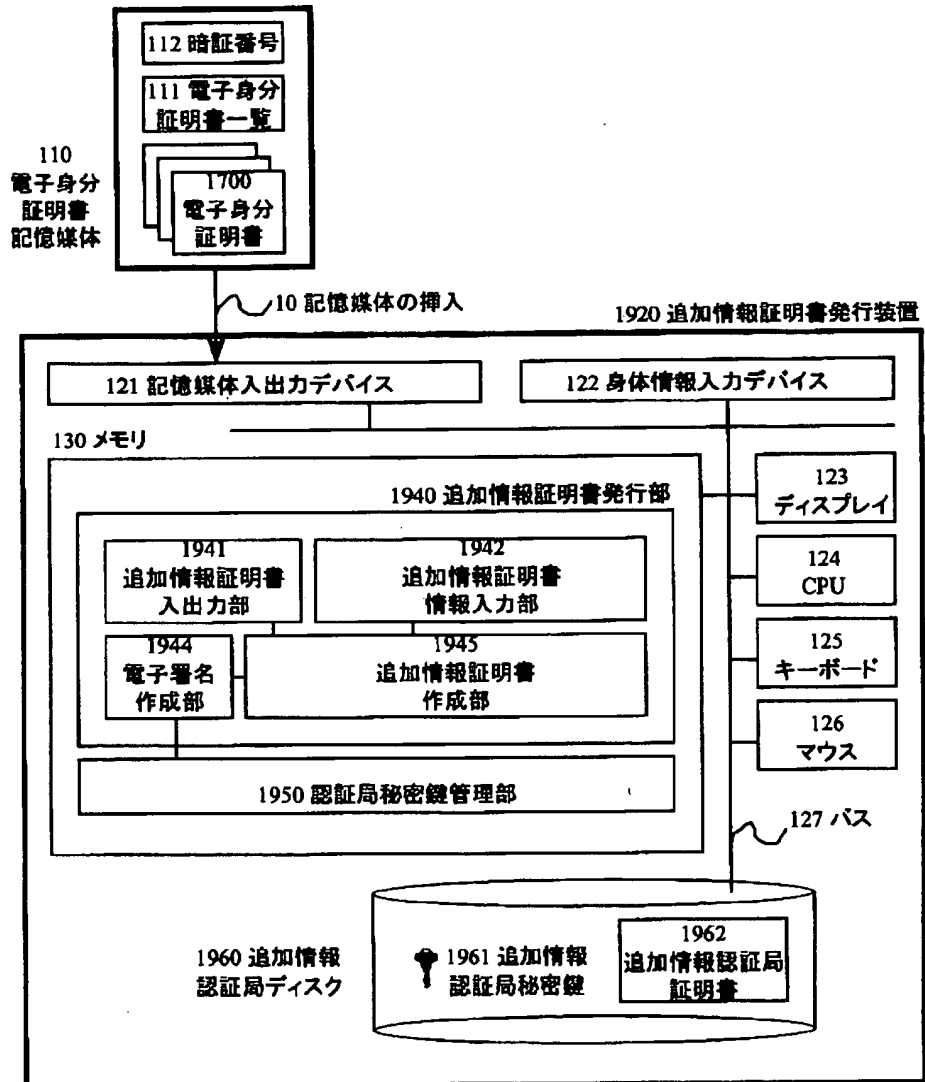 112 暗証番号
111 電子身分
証明書一覧
1700
電子身分
証明書
110
電子身分
証明書
記憶媒体
10 記憶媒体の挿入
1920 追加情報証明書発行装置
121 記憶媒体入出力デバイス
122 身体情報入力デバイス
130 メモリ
1940 追加情報証明書発行部
1941
追加情報証明書
入出力部
1942
追加情報証明書
情報入力部
1944
電子署名
作成部
1945
追加情報証明書
作成部
1950 認証局秘密鍵管理部
123
ディスプレイ
124
CPU
125
キーボード
126
マウス
127 バス
1960 追加情報
認証局ディスク
1961 追加情報
認証局秘密鍵
1962
追加情報認証局
証明書